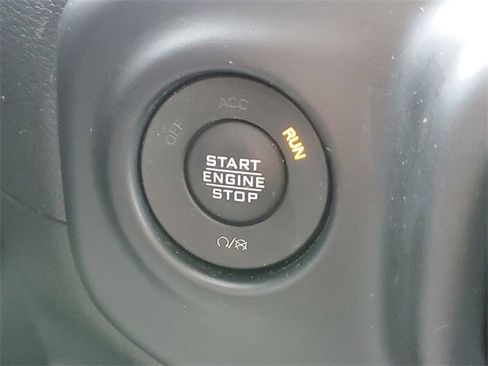 OFF
ACC
RUN
START
ENGINE
STOP